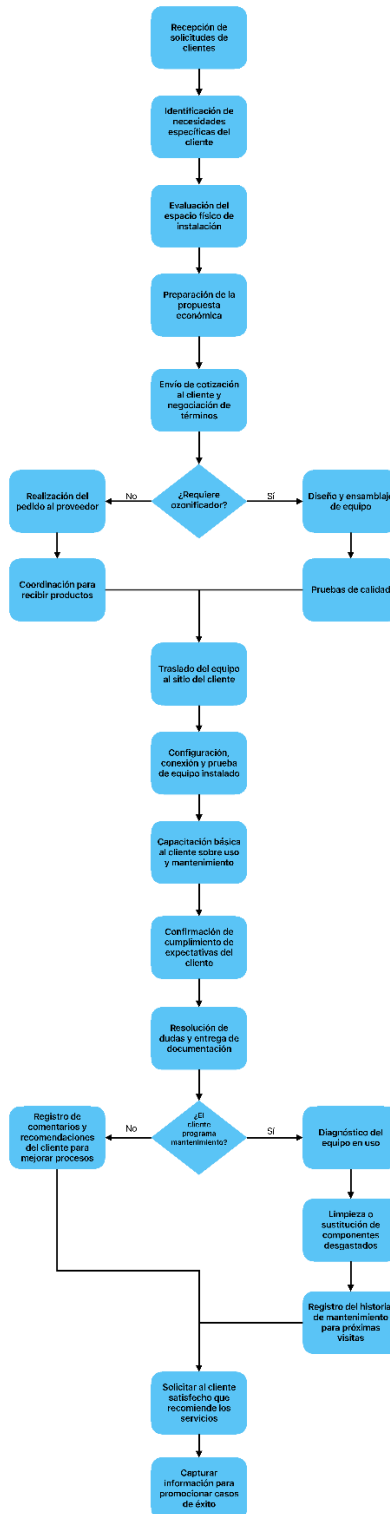 Recepción de
solicitudes de
clientes
Identificación de
necesidades
específicas del
cliente
Evaluación del
espacio físico de
instalación
Preparación de la
propuesta
económica
Envío de cotización
al cliente y
negociación de
términos
Realización del
pedido al proveedor
No
¿Requiere
ozonificador?
Sí
Diseño y ensamblaje
de equipo
Coordinación para
recibir productos
Pruebas de calidad
Traslado del equipo
al sitio del cliente
Configuración,
conexión y prueba
de equipo instalado
Capacitación básica
al cliente sobre uso
y mantenimiento
Confirmación de
cumplimiento de
expectativas del
cliente
Resolución de
dudas y entrega de
documentación
Registro de
comentarios y
recomendaciones
del cliente para
mejorar procesos
No
¿El
cliente
programa
mantenimiento?
Sí
Diagnóstico del
equipo en uso
Limpieza o
sustitución de
componentes
desgastados
Registro del historial
de mantenimiento
para próximas
visitas
Solicitar al cliente
satisfecho que
recomiende los
servicios
Capturar
información para
promocionar casos
de éxito